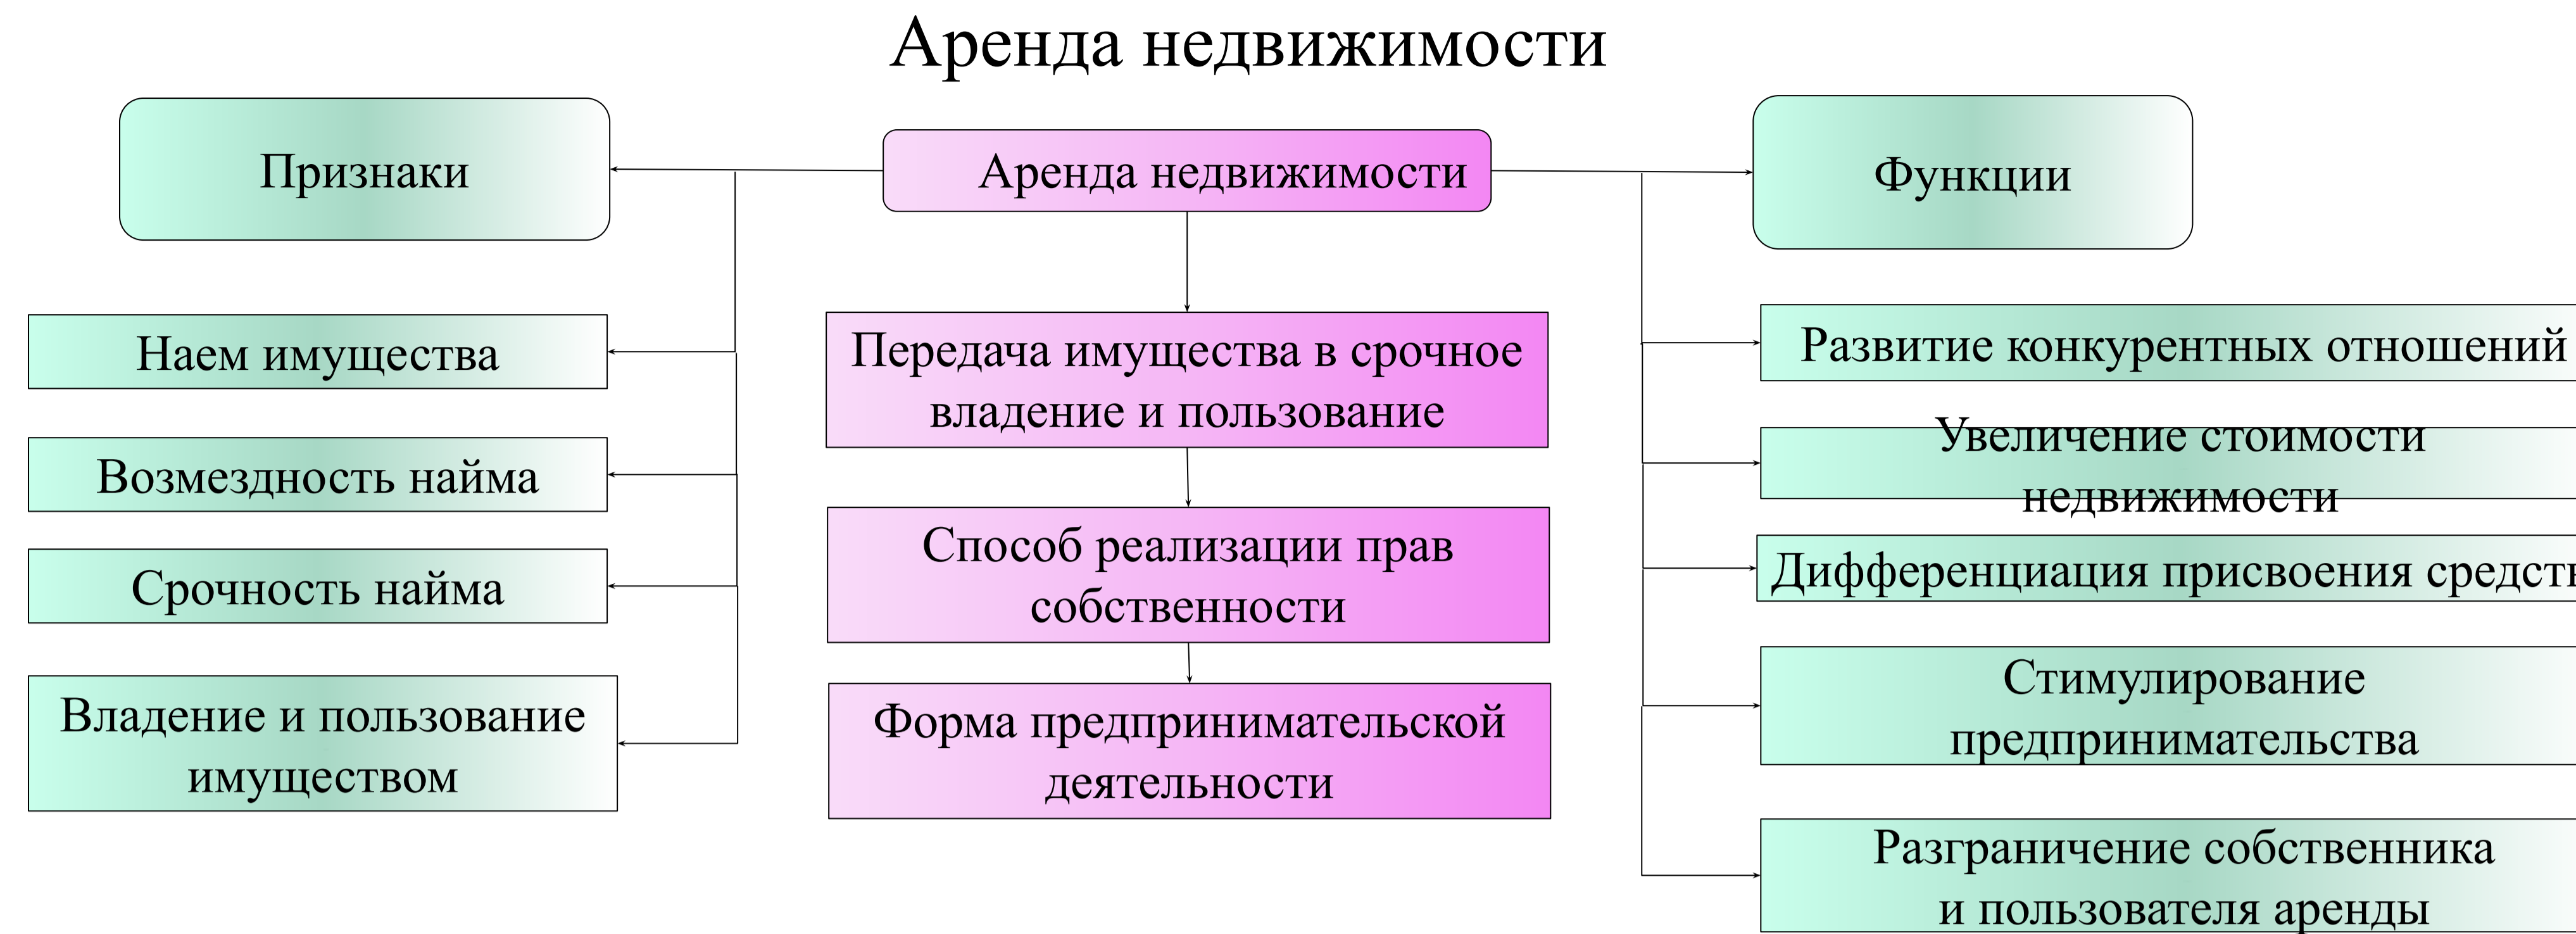 Аренда недвижимости
Признаки
Аренда недвижимости
Функции
Наем имущества
Возмездность найма
Срочность найма
Владение и пользование
имуществом
Передача имущества в срочное
владение и пользование
Способ реализации прав
собственности
Форма предпринимательской
деятельности
Развитие конкурентных отношений
Увеличение стоимости
недвижимости
Дифференциация присвоения
Стимулирование
предпринимательства
Разграничение собственника
и пользователя аренды